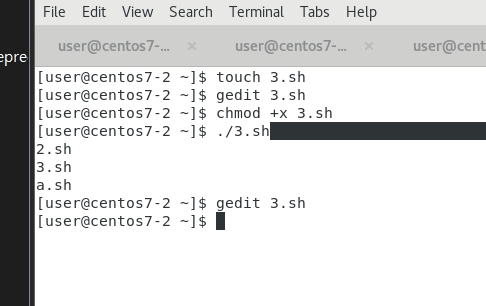 File Edit View Search Terminal Tabs Help
user@centos7-... × user@centos7-... × user@cent
epre
[user@centos7-2 ~]$ touch 3.sh
[user@centos7-2 ~]$ gedit 3.sh
[user@centos7-2 ~]$ chmod +x 3.sh
[user@centos7-2 ~]$ ./3.sh
2.sh
3.sh
a.sh
[user@centos7-2 ~]$ gedit 3.sh
[user@centos7-2 ~]$